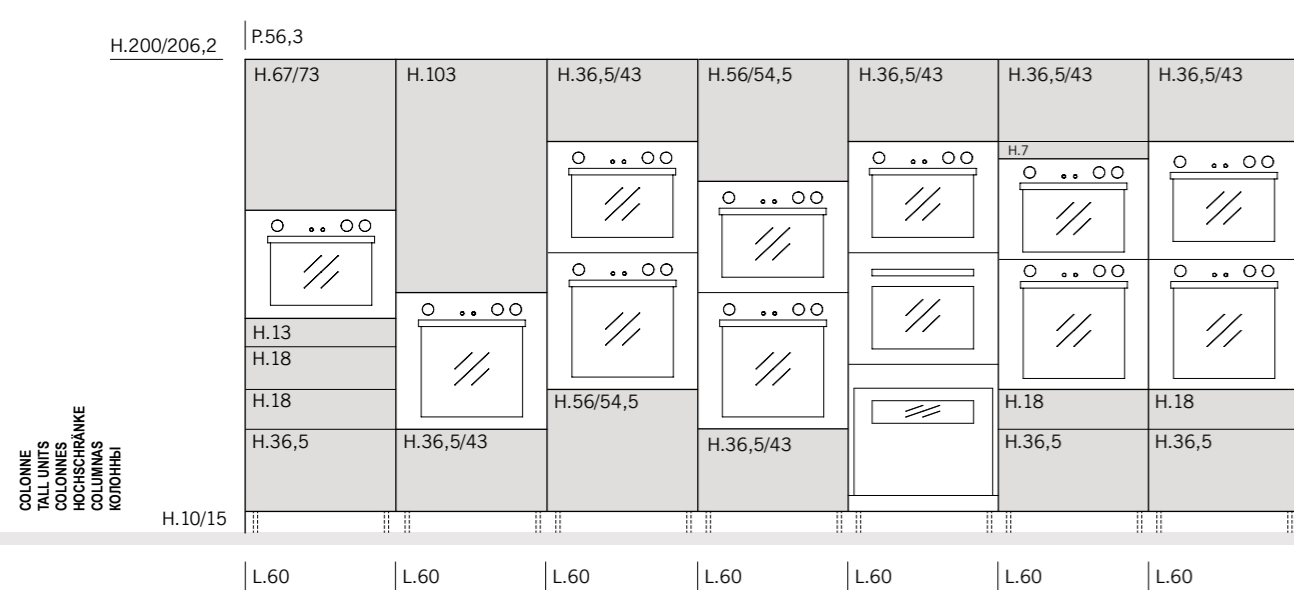 H.200/206,2
P.56,3
H.67/73
H.103
H.36,5/43
H.56/54,5
H.36,5/43
H.36,5/43
H.36,5/43
H.7
H.13
H.18
H.18
H.56/54,5
H.18
H.18
H.36,5
H.36,5/43
H.36,5/43
H.36,5
H.36,5
COLONNE
TALL UNITS
COLONNES
HOCHSCHRÄNKE
COLUMNAS
КОЛОННЫ
H.10/15
L.60
L.60
L.60
L.60
L.60
L.60
L.60